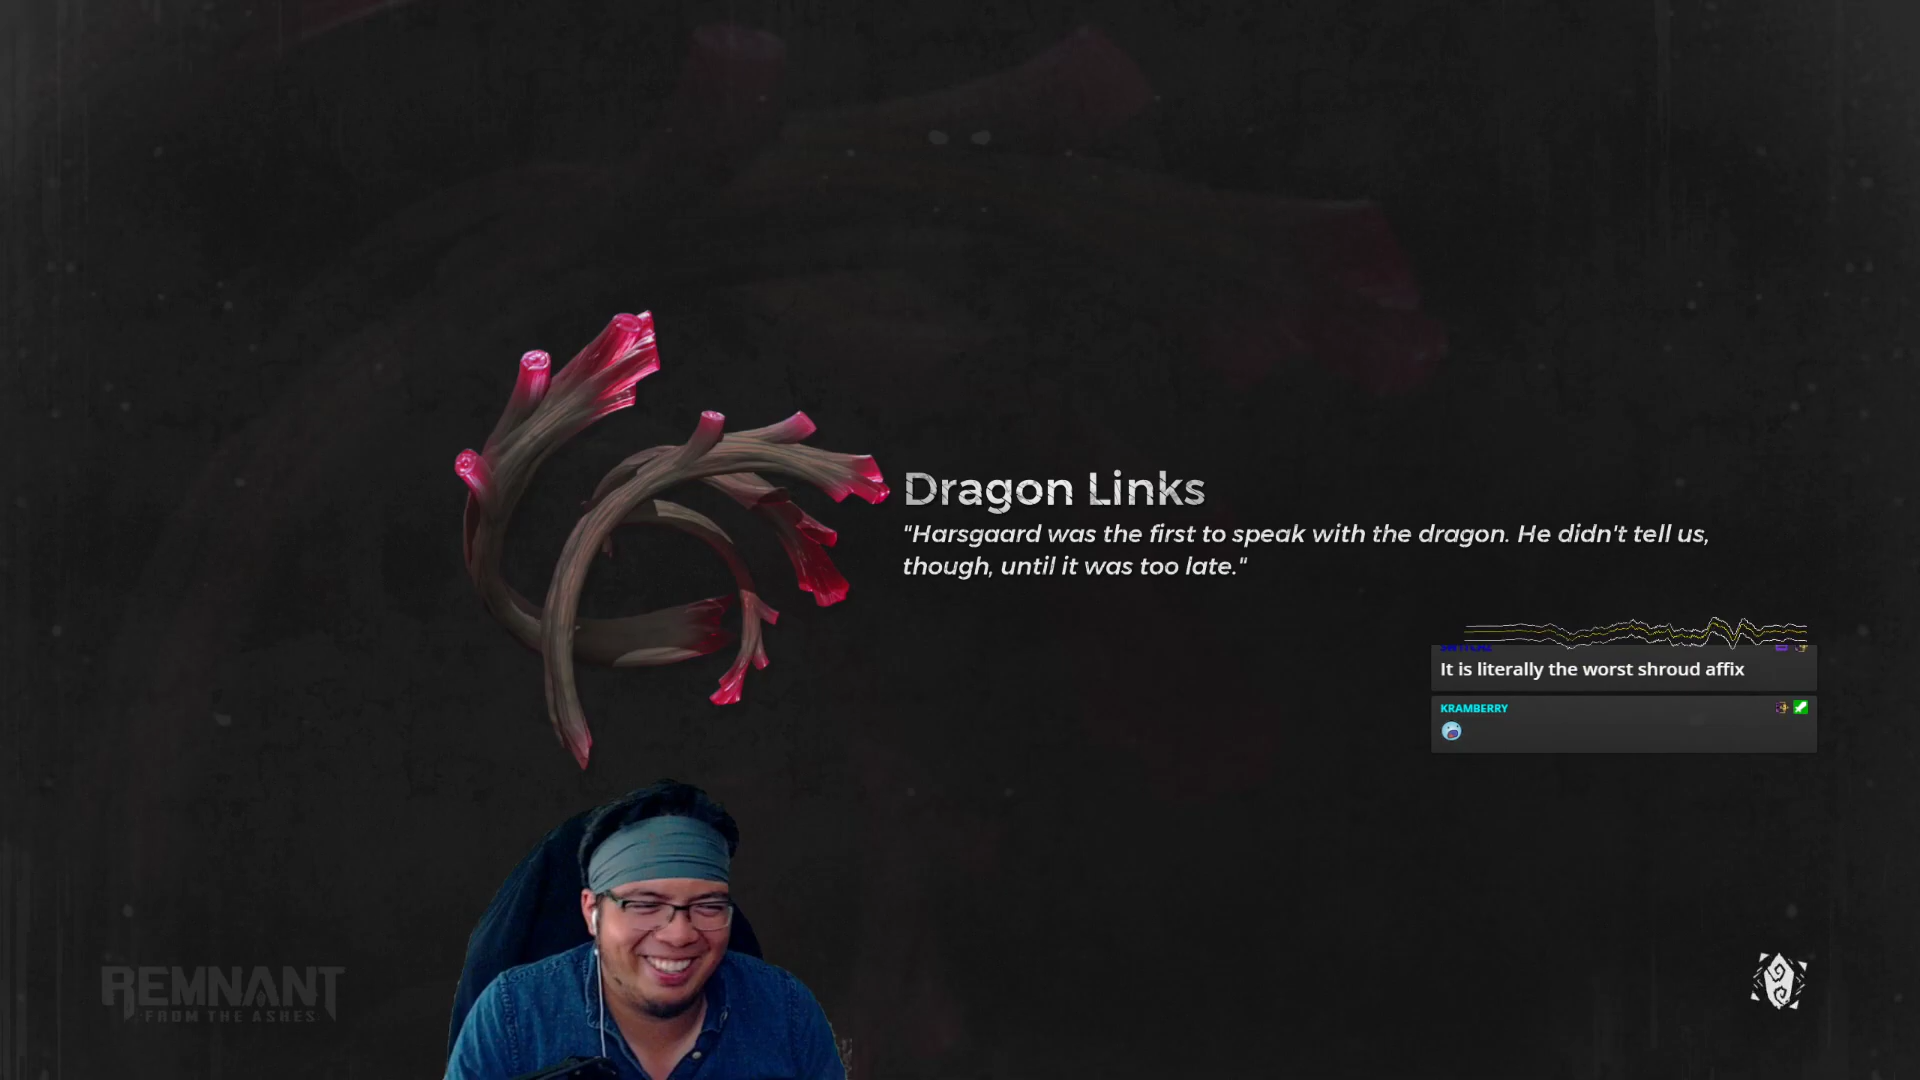 Dragon Links
"Harsgaard was the first to speak with the dragon. He didn't tell us,
though, until it was too late."
It is literally the worst shroud affix
KRAMBERRY
REMNANT
FROM THE ASHES